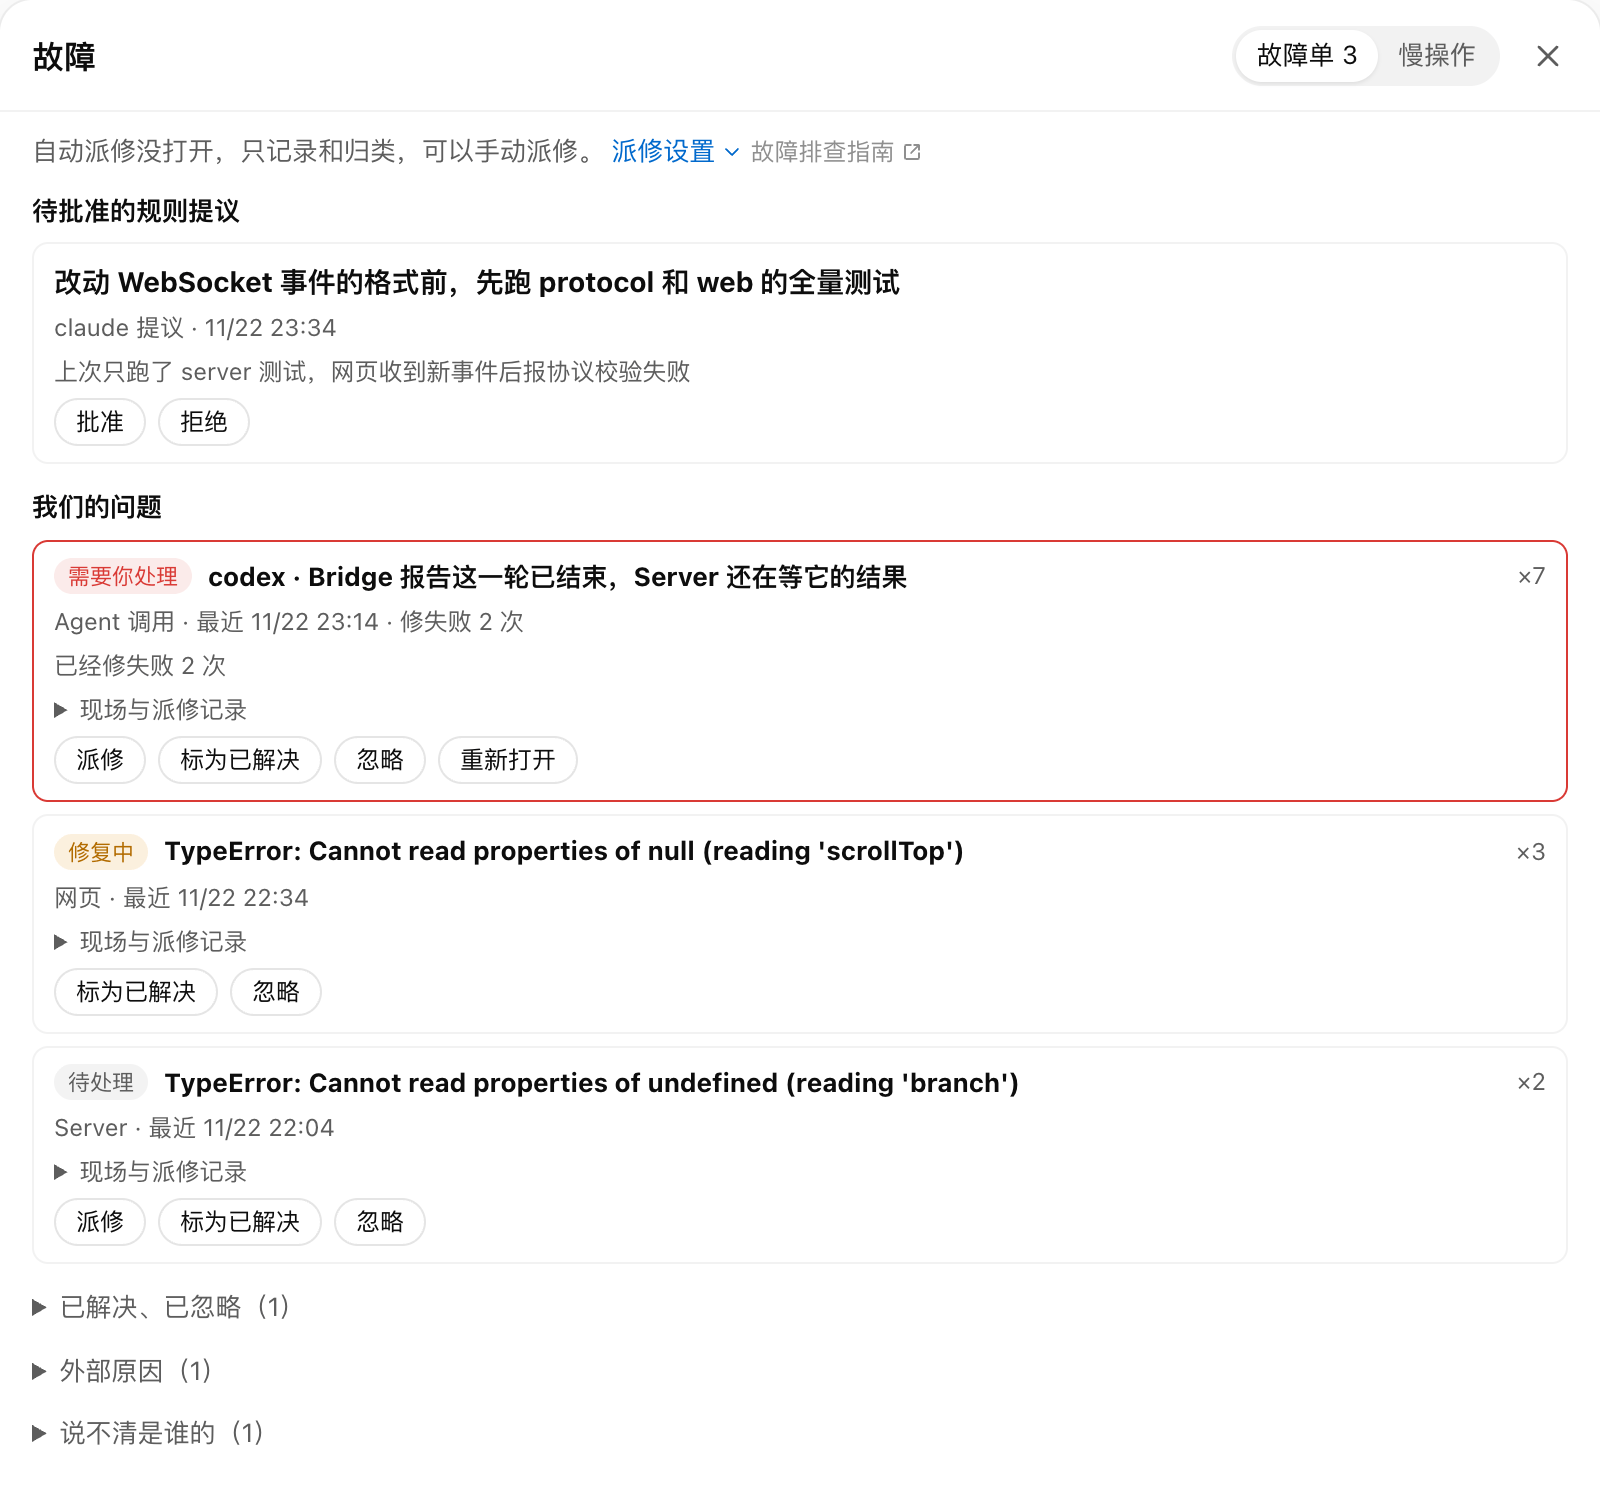 故障
故障单 3
慢操作
自动派修没打开，只记录和归类，可以手动派修。 派修设置 故障排查指南
待批准的规则提议
改动 WebSocket 事件的格式前，先跑 protocol 和 web 的全量测试
claude 提议 · 11/22 23:34
上次只跑了 server 测试，网页收到新事件后报协议校验失败
批准 拒绝
我们的问题
需要你处理 codex · Bridge 报告这一轮已结束，Server 还在等它的结果 ×7
Agent 调用 · 最近 11/22 23:14 · 修失败 2 次
已经修失败 2 次
现场与派修记录
派修 标为已解决 忽略 重新打开
修复中 TypeError: Cannot read properties of null (reading 'scrollTop') ×3
网页 · 最近 11/22 22:34
现场与派修记录
标为已解决 忽略
待处理 TypeError: Cannot read properties of undefined (reading 'branch') ×2
Server · 最近 11/22 22:04
现场与派修记录
派修 标为已解决 忽略
已解决、已忽略（1）
外部原因（1）
说不清是谁的（1）